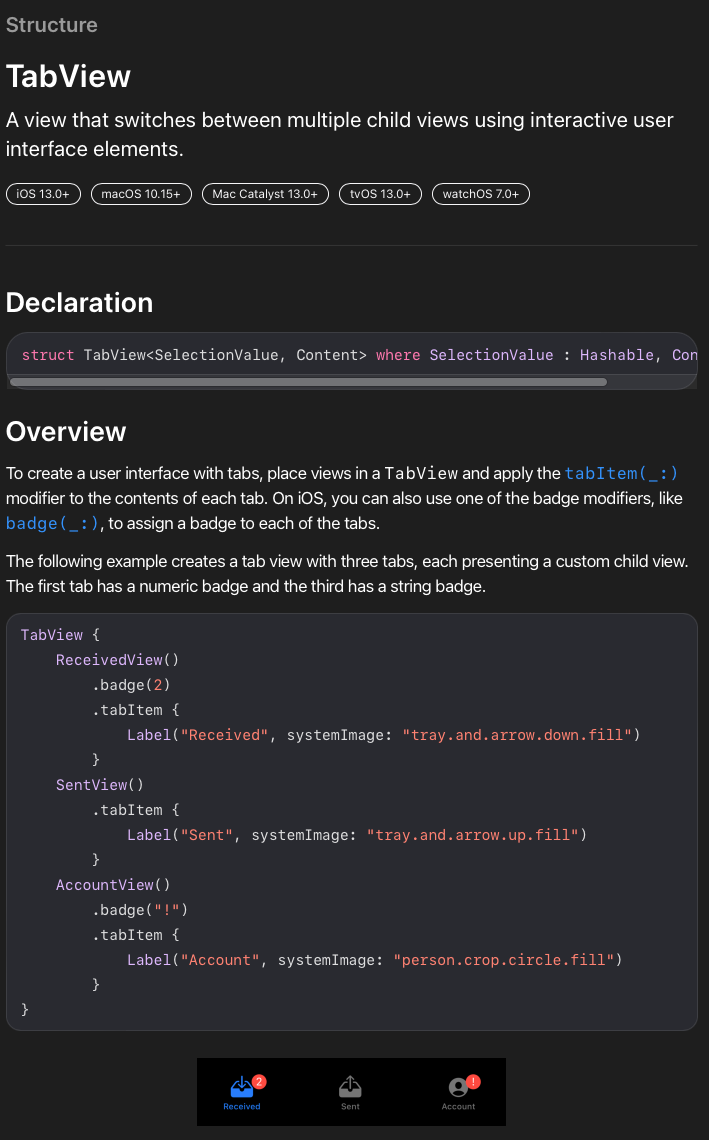 Structure
TabView
A view that switches between multiple child views using interactive user
interface elements.
iOS 13.0+ macOS 10.15+ Mac Catalyst 13.0+ tvOS 13.0+ watchOS 7.0+
Declaration
struct TabView<SelectionValue, Content> where SelectionValue : Hashable, Con
Overview
To create a user interface with tabs, place views in a TabView and apply the tabItem(_:)
modifier to the contents of each tab. On iOS, you can also use one of the badge modifiers, like
badge(_:), to assign a badge to each of the tabs.
The following example creates a tab view with three tabs, each presenting a custom child view.
The first tab has a numeric badge and the third has a string badge.
TabView {
    ReceivedView()
        .badge(2)
        .tabItem {
            Label("Received", systemImage: "tray.and.arrow.down.fill")
        }
    SentView()
        .tabItem {
            Label("Sent", systemImage: "tray.and.arrow.up.fill")
        }
    AccountView()
        .badge("!")
        .tabItem {
            Label("Account", systemImage: "person.crop.circle.fill")
        }
}
2 !
Received Sent Account